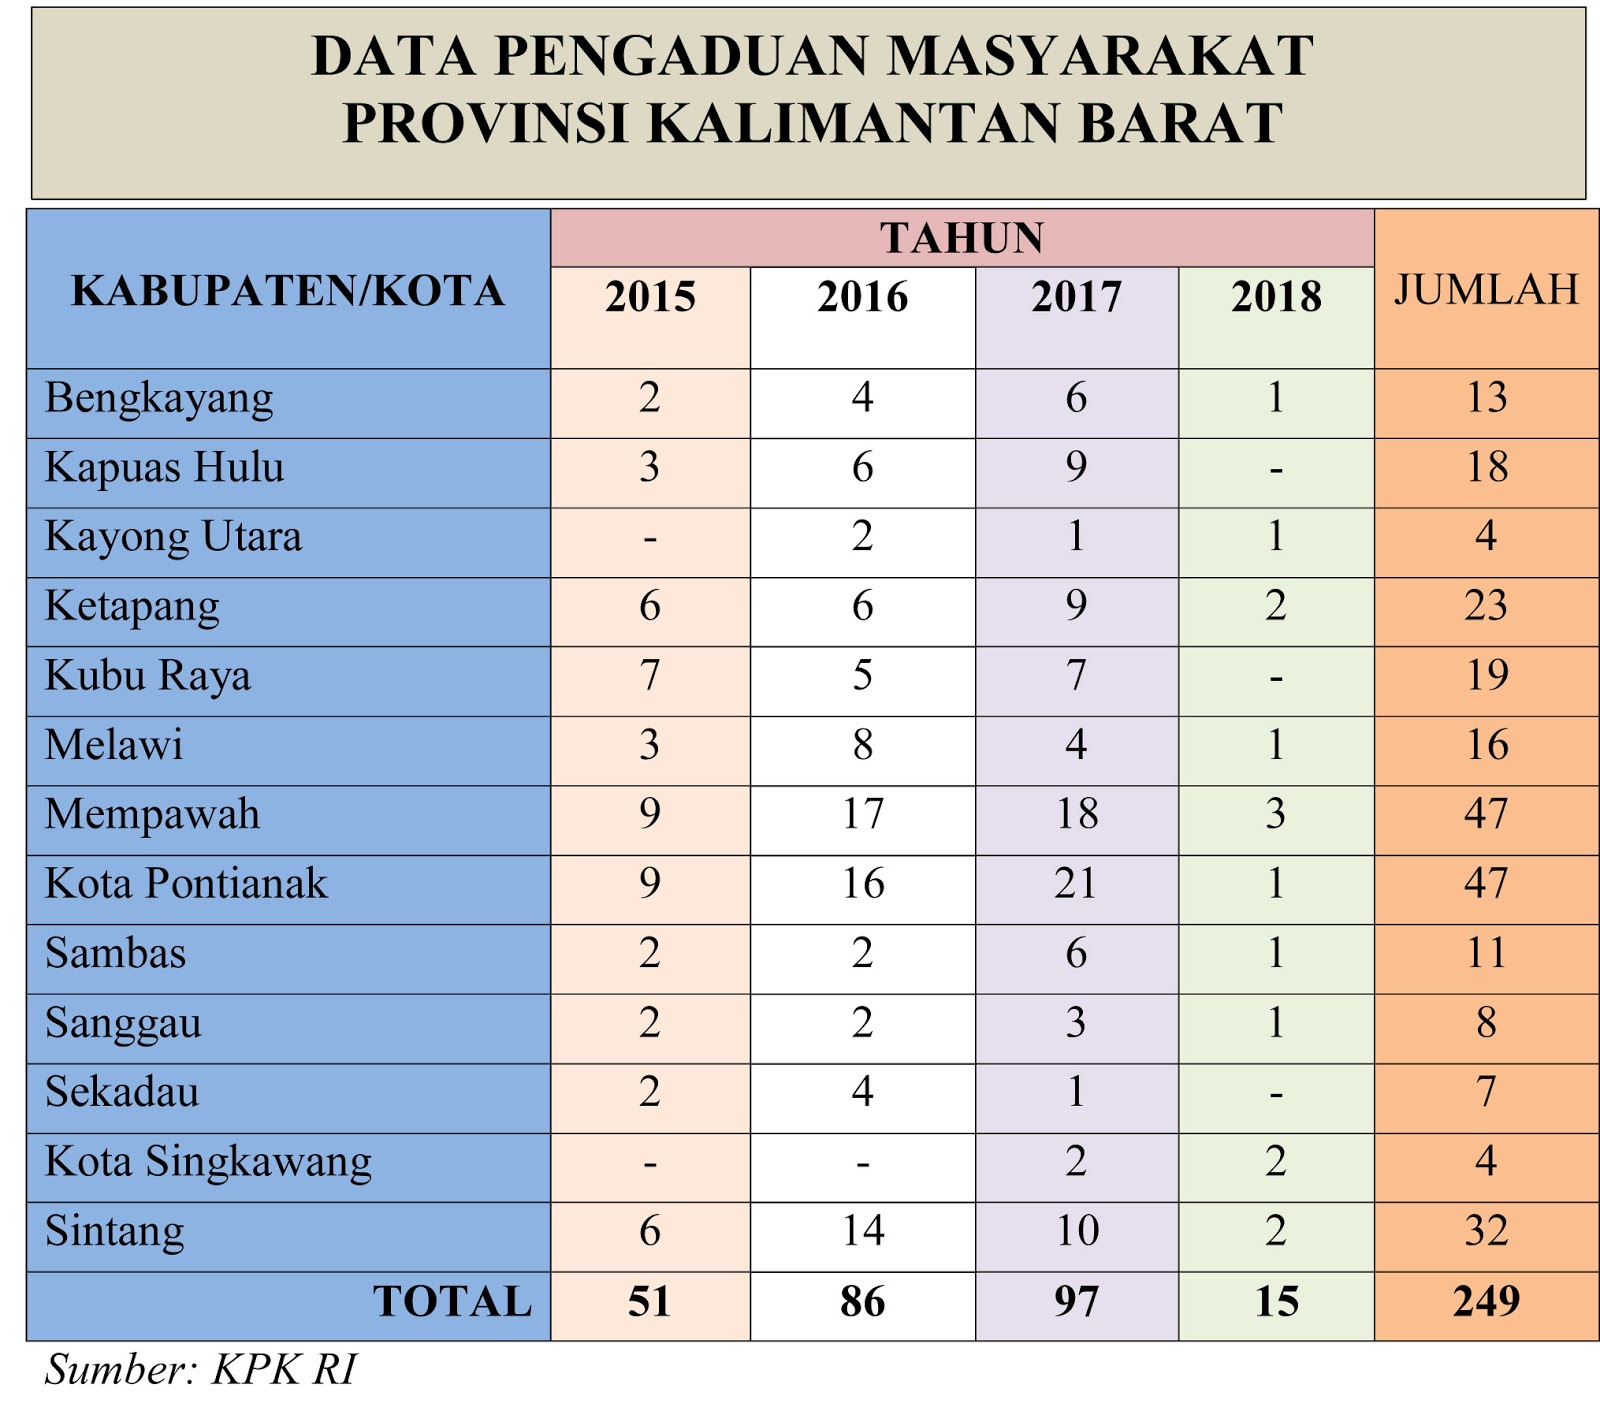 DATA PENGADUAN MASYARAKAT
PROVINSI KALIMANTAN BARAT
KABUPATEN/KOTA TAHUN JUMLAH
2015 2016 2017 2018
Bengkayang 2 4 6 1 13
Kapuas Hulu 3 6 9 - 18
Kayong Utara - 2 1 1 4
Ketapang 6 6 9 2 23
Kubu Raya 7 5 7 - 19
Melawi 3 8 4 1 16
Mempawah 9 17 18 3 47
Kota Pontianak 9 16 21 1 47
Sambas 2 2 6 1 11
Sanggau 2 2 3 1 8
Sekadau 2 4 1 - 7
Kota Singkawang - - 2 2 4
Sintang 6 14 10 2 32
TOTAL 51 86 97 15 249
Sumber: KPK RI